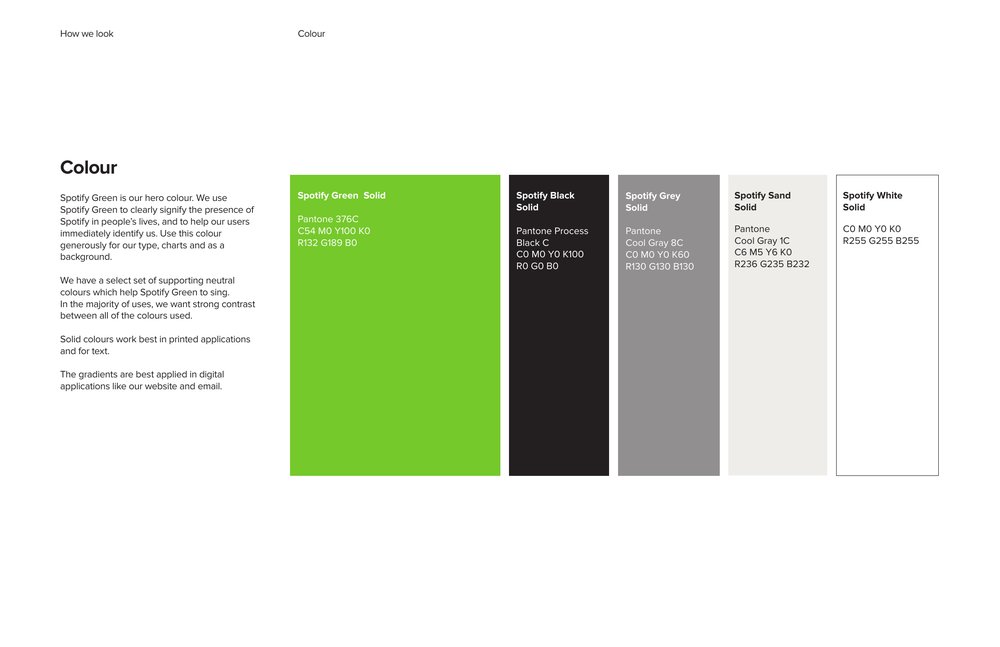 How we look
Colour
Colour
Spotify Green is our hero colour. We use
Spotify Green to clearly signify the presence of
Spotify in people's lives, and to help our users
immediately identify us. Use this colour
generously for our type, charts and as a
background.
We have a select set of supporting neutral
colours which help Spotify Green to sing.
In the majority of uses, we want strong contrast
between all of the colours used.
Solid colours work best in printed applications
and for text.
The gradients are best applied in digital
applications like our website and email.
Spotify Green  Solid
Pantone 376C
C54 M0 Y100 K0
R132 G189 B0
Spotify Black
Solid
Pantone Process
Black C
C0 M0 Y0 K100
R0 G0 B0
Spotify Grey
Solid
Pantone
Cool Gray 8C
C0 M0 Y0 K60
R130 G130 B130
Spotify Sand
Solid
Pantone
Cool Gray 1C
C6 M5 Y6 K0
R236 G235 B232
Spotify White
Solid
C0 M0 Y0 K0
R255 G255 B255